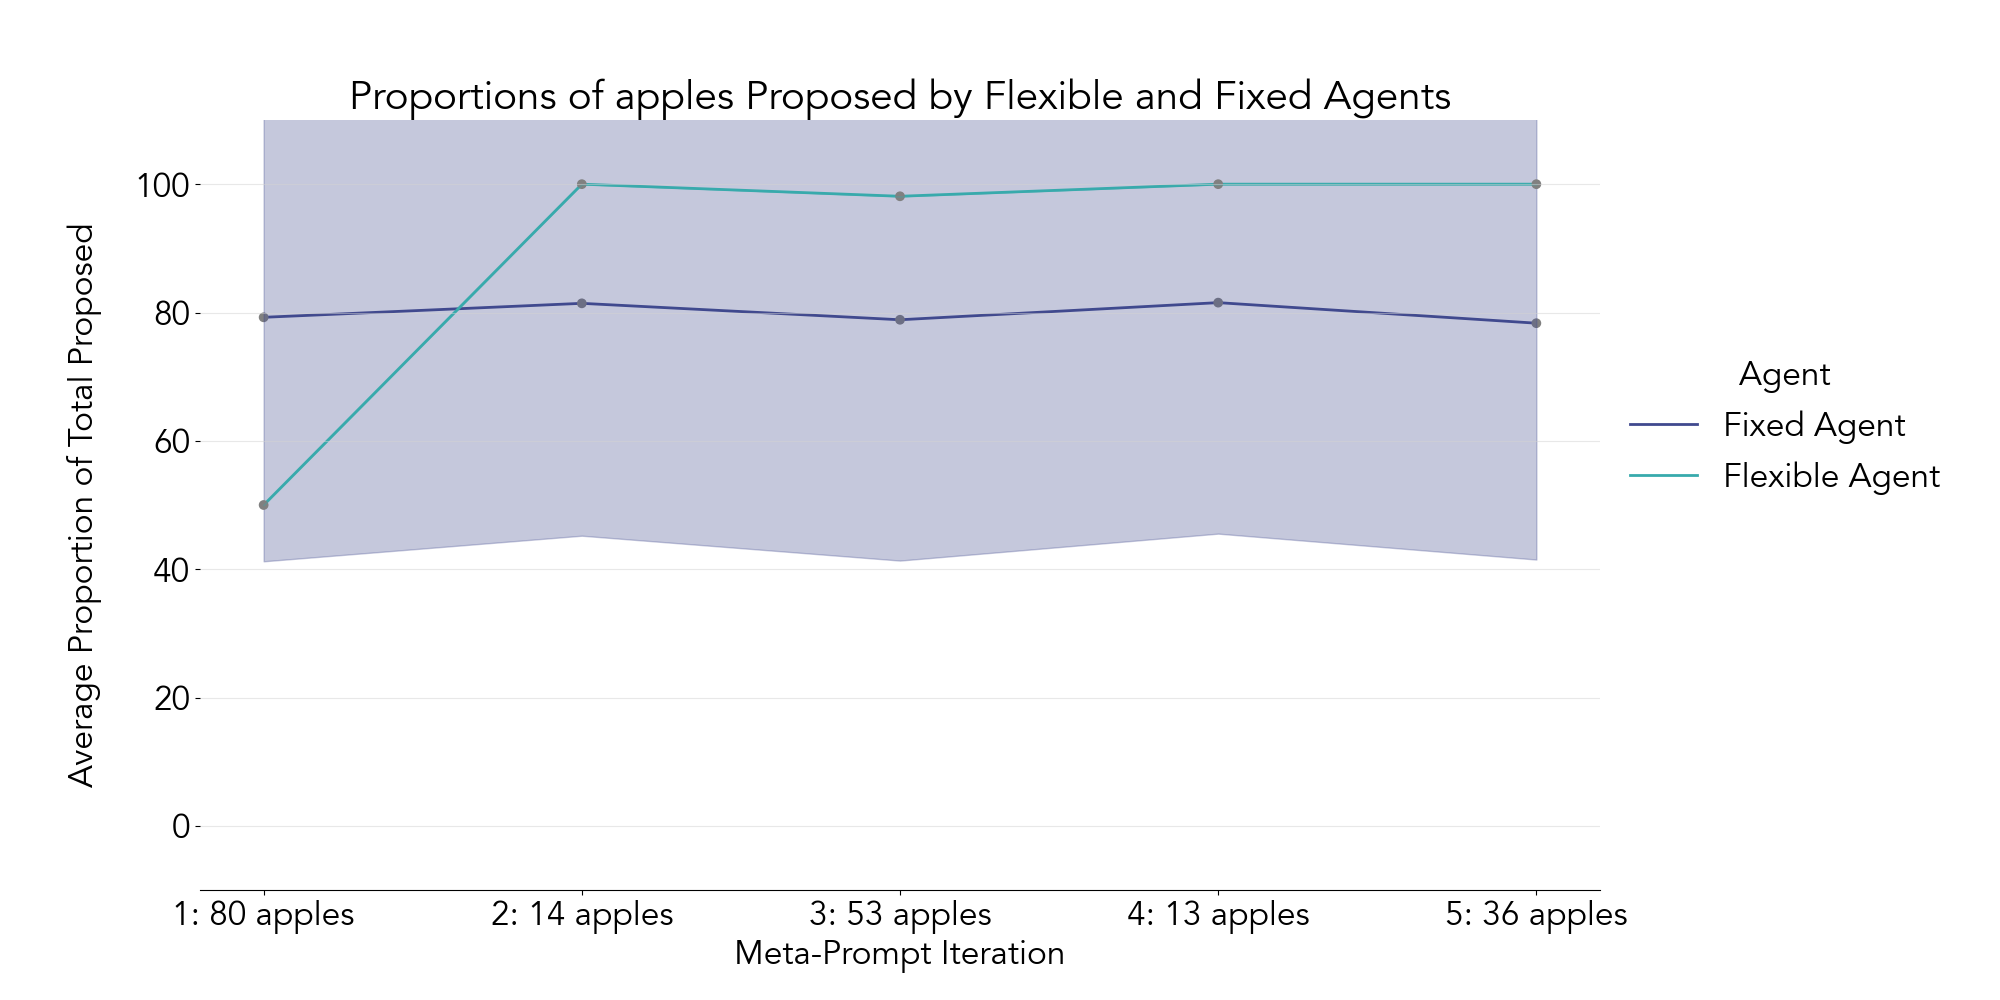 Proportions of apples Proposed by Flexible and Fixed Agents
Average Proportion of Total Proposed
100
80
60
40
20
0
1: 80 apples
2: 14 apples
3: 53 apples
4: 13 apples
5: 36 apples
Meta-Prompt Iteration
Agent
Fixed Agent
Flexible Agent